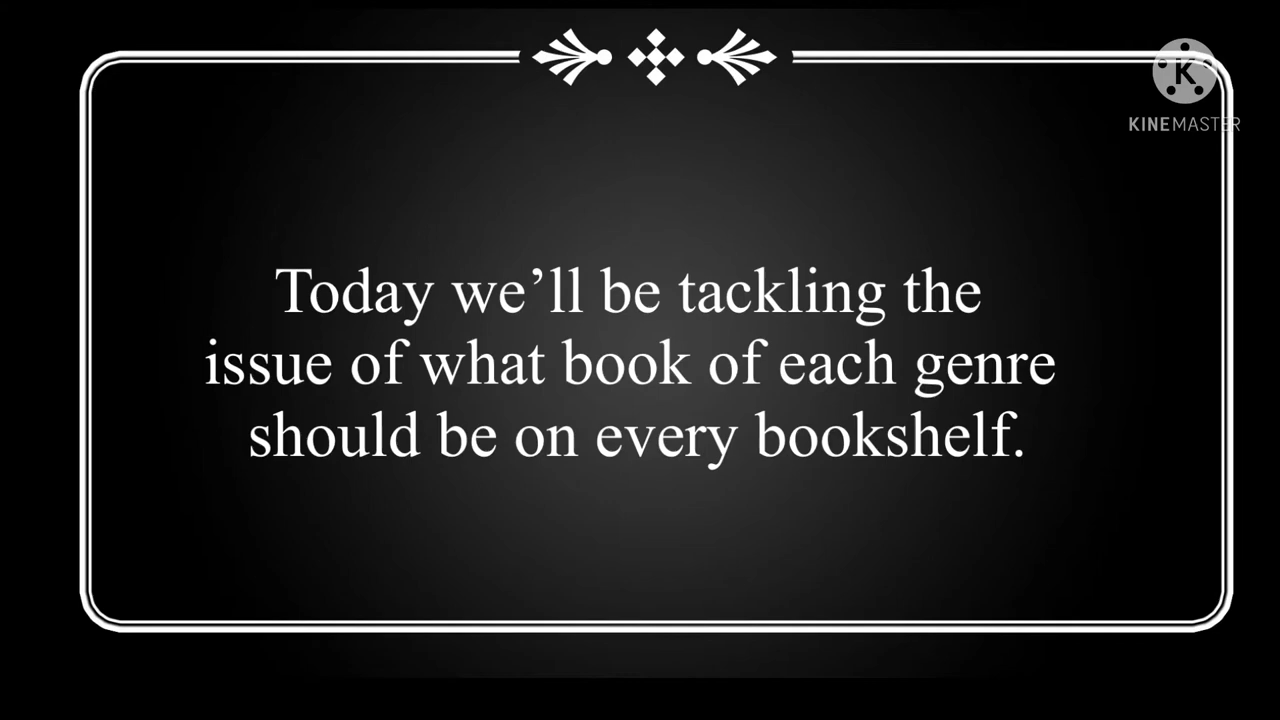 K
KINEMASTER
Today we’ll be tackling the
issue of what book of each genre
should be on every bookshelf.